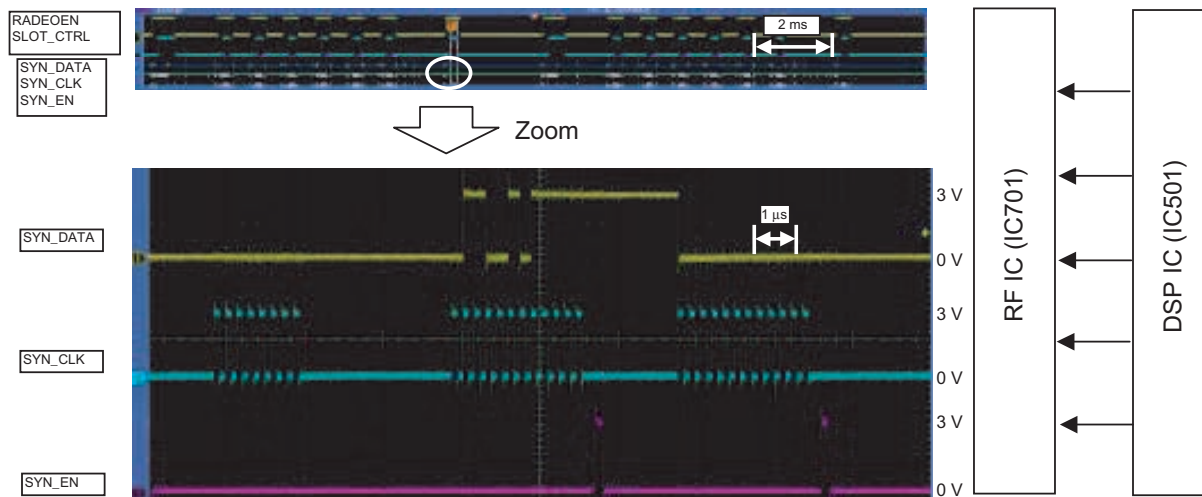 RADEOEN
SLOT_CTRL
SYN_DATA
SYN_CLK
SYN_EN
2 ms
Zoom
3 V
1 µs
SYN_DATA
0 V
3 V
SYN_CLK
0 V
3 V
SYN_EN
0 V
RF IC (IC701)
DSP IC (IC501)